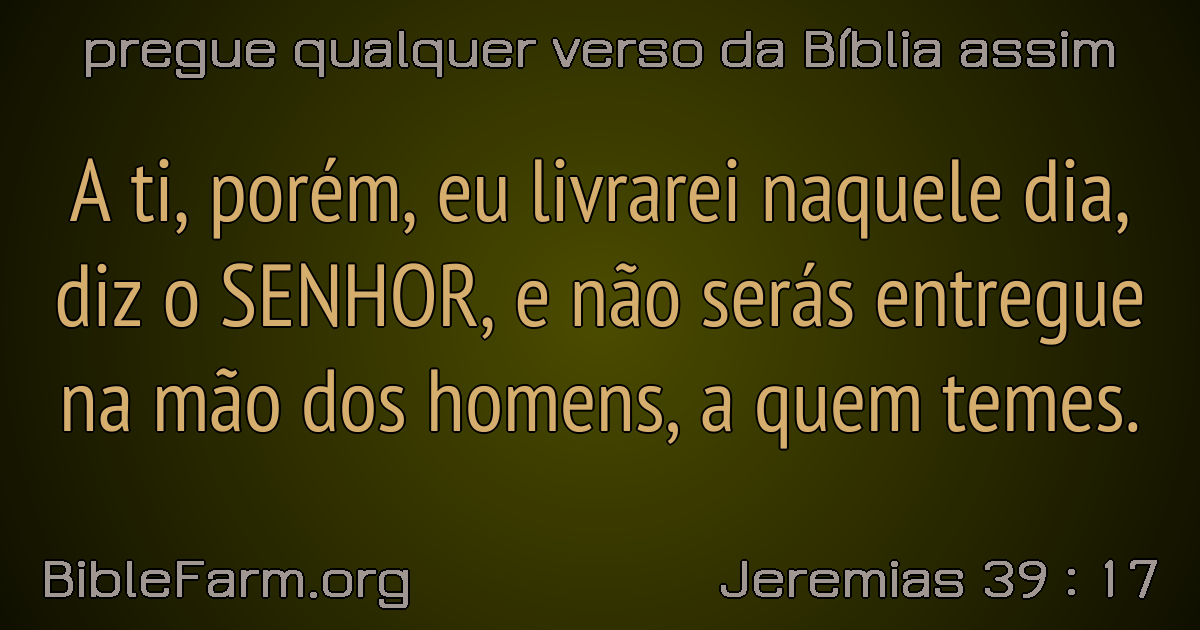 pregue qualquer verso da Bíblia assim
A ti, porém, eu livrarei naquele dia,
diz o SENHOR, e não serás entregue
na mão dos homens, a quem temes.
BibleFarm.org
Jeremias 39 : 17